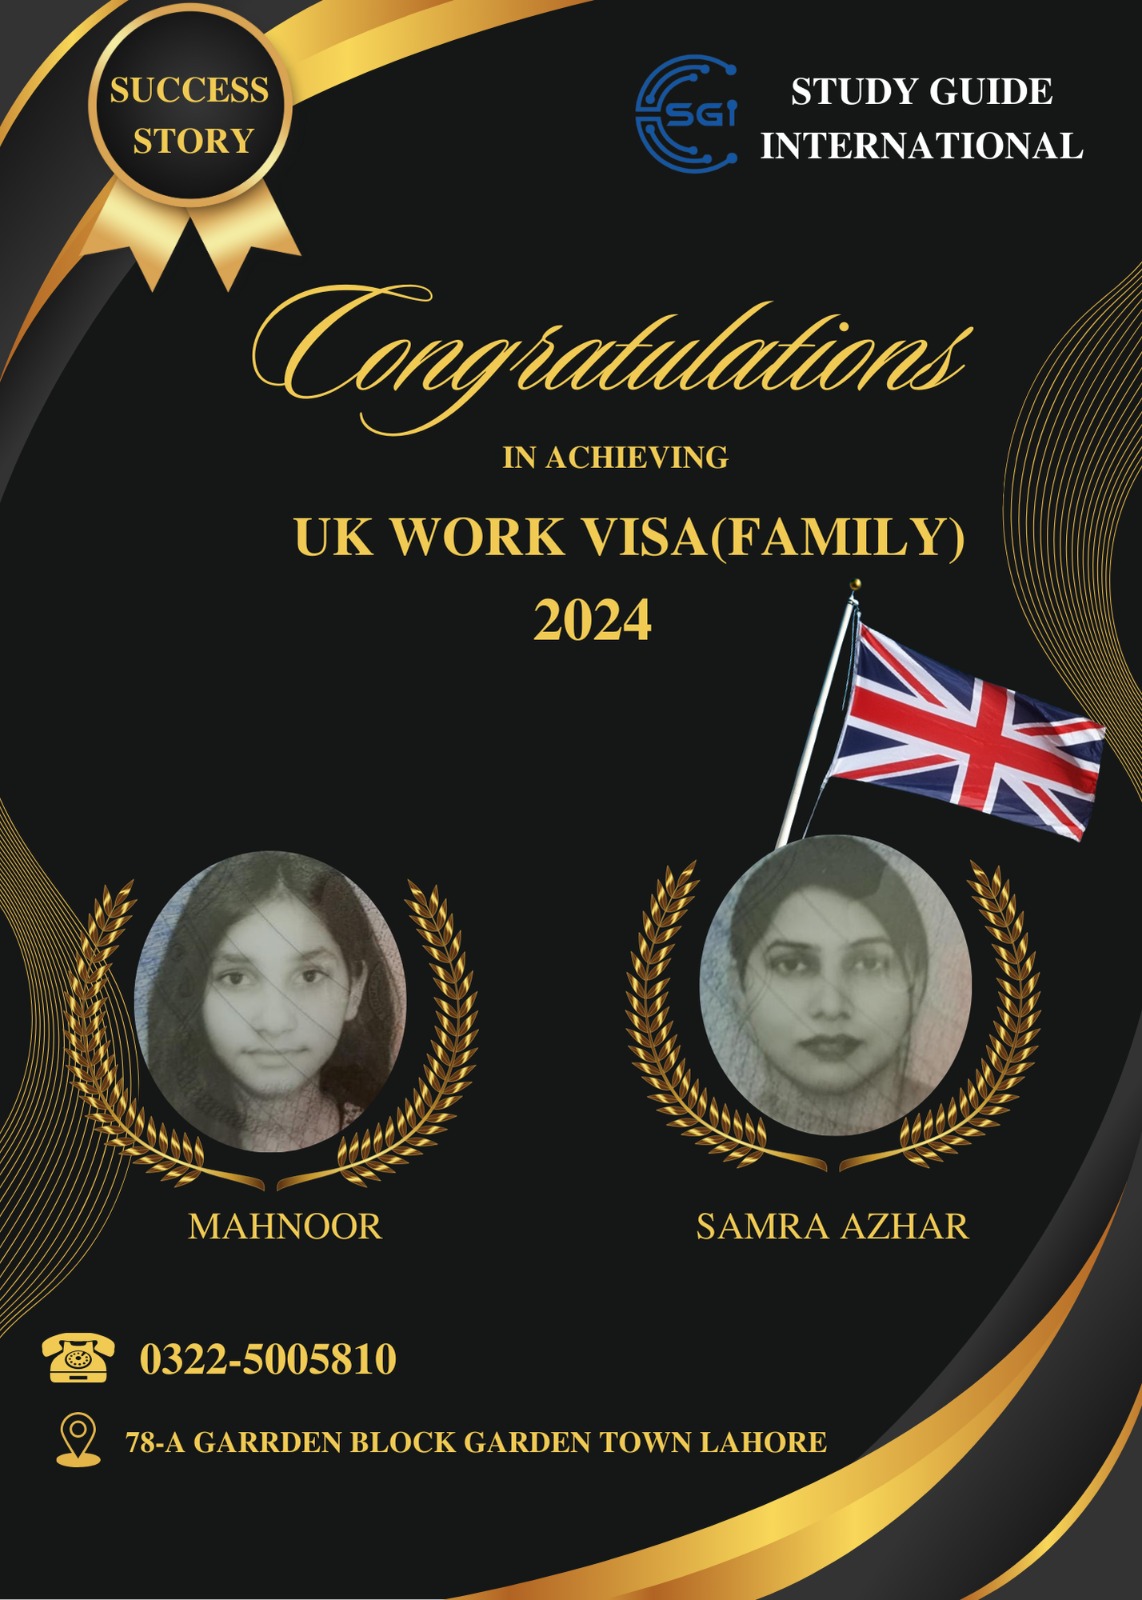 SUCCESS
STORY
SGI
STUDY GUIDE
INTERNATIONAL
Congratulations
IN ACHIEVING
UK WORK VISA(FAMILY)
2024
MAHNOOR
SAMRA AZHAR
0322-5005810
78-A GARRDEN BLOCK GARDEN TOWN LAHORE